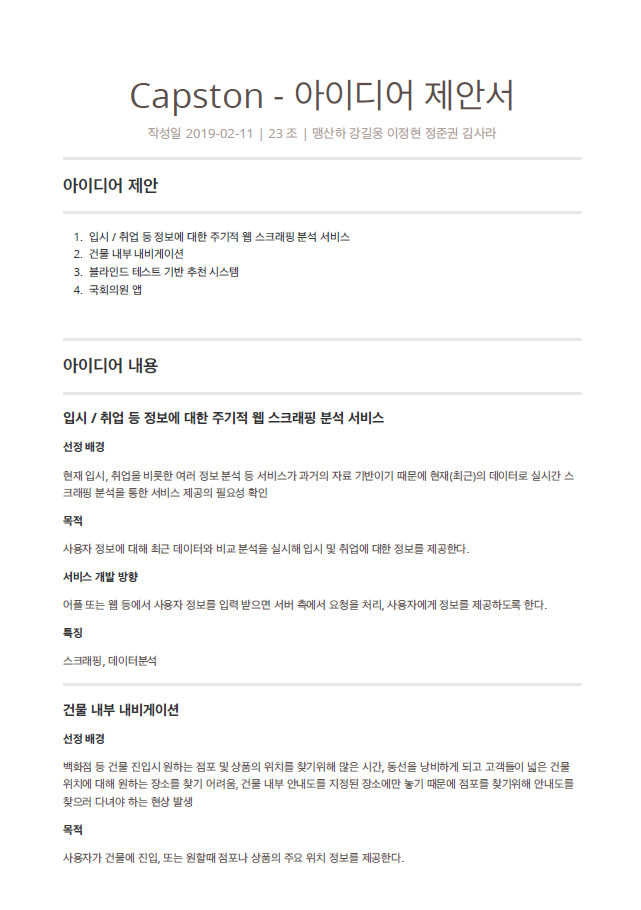 Capston - 아이디어 제안서
작성일 2019-02-11 | 23 조 | 맹산하 강길웅 이정현 정준권 김사라
아이디어 제안
1. 입시 / 취업 등 정보에 대한 주기적 웹 스크래핑 분석 서비스
2. 건물 내부 내비게이션
3. 블라인드 테스트 기반 추천 시스템
4. 국회의원 앱
아이디어 내용
입시 / 취업 등 정보에 대한 주기적 웹 스크래핑 분석 서비스
선정 배경
현재 입시, 취업을 비롯한 여러 정보 분석 등 서비스가 과거의 자료 기반이기 때문에 현재(최근)의 데이터로 실시간 스
크래핑 분석을 통한 서비스 제공의 필요성 확인
목적
사용자 정보에 대해 최근 데이터와 비교 분석을 실시해 입시 및 취업에 대한 정보를 제공한다.
서비스 개발 방향
어플 또는 웹 등에서 사용자 정보를 입력 받으면 서버 측에서 요청을 처리, 사용자에게 정보를 제공하도록 한다.
특징
스크래핑, 데이터분석
건물 내부 내비게이션
선정 배경
백화점 등 건물 진입시 원하는 점포 및 상품의 위치를 찾기위해 많은 시간, 동선을 낭비하게 되고 고객들이 넓은 건물
위치에 대해 원하는 장소를 찾기 어려움, 건물 내부 안내도를 지정된 장소에만 놓기 때문에 점포를 찾기위해 안내도를
찾으러 다녀야 하는 현상 발생
목적
사용자가 건물에 진입, 또는 원할때 점포나 상품의 주요 위치 정보를 제공한다.